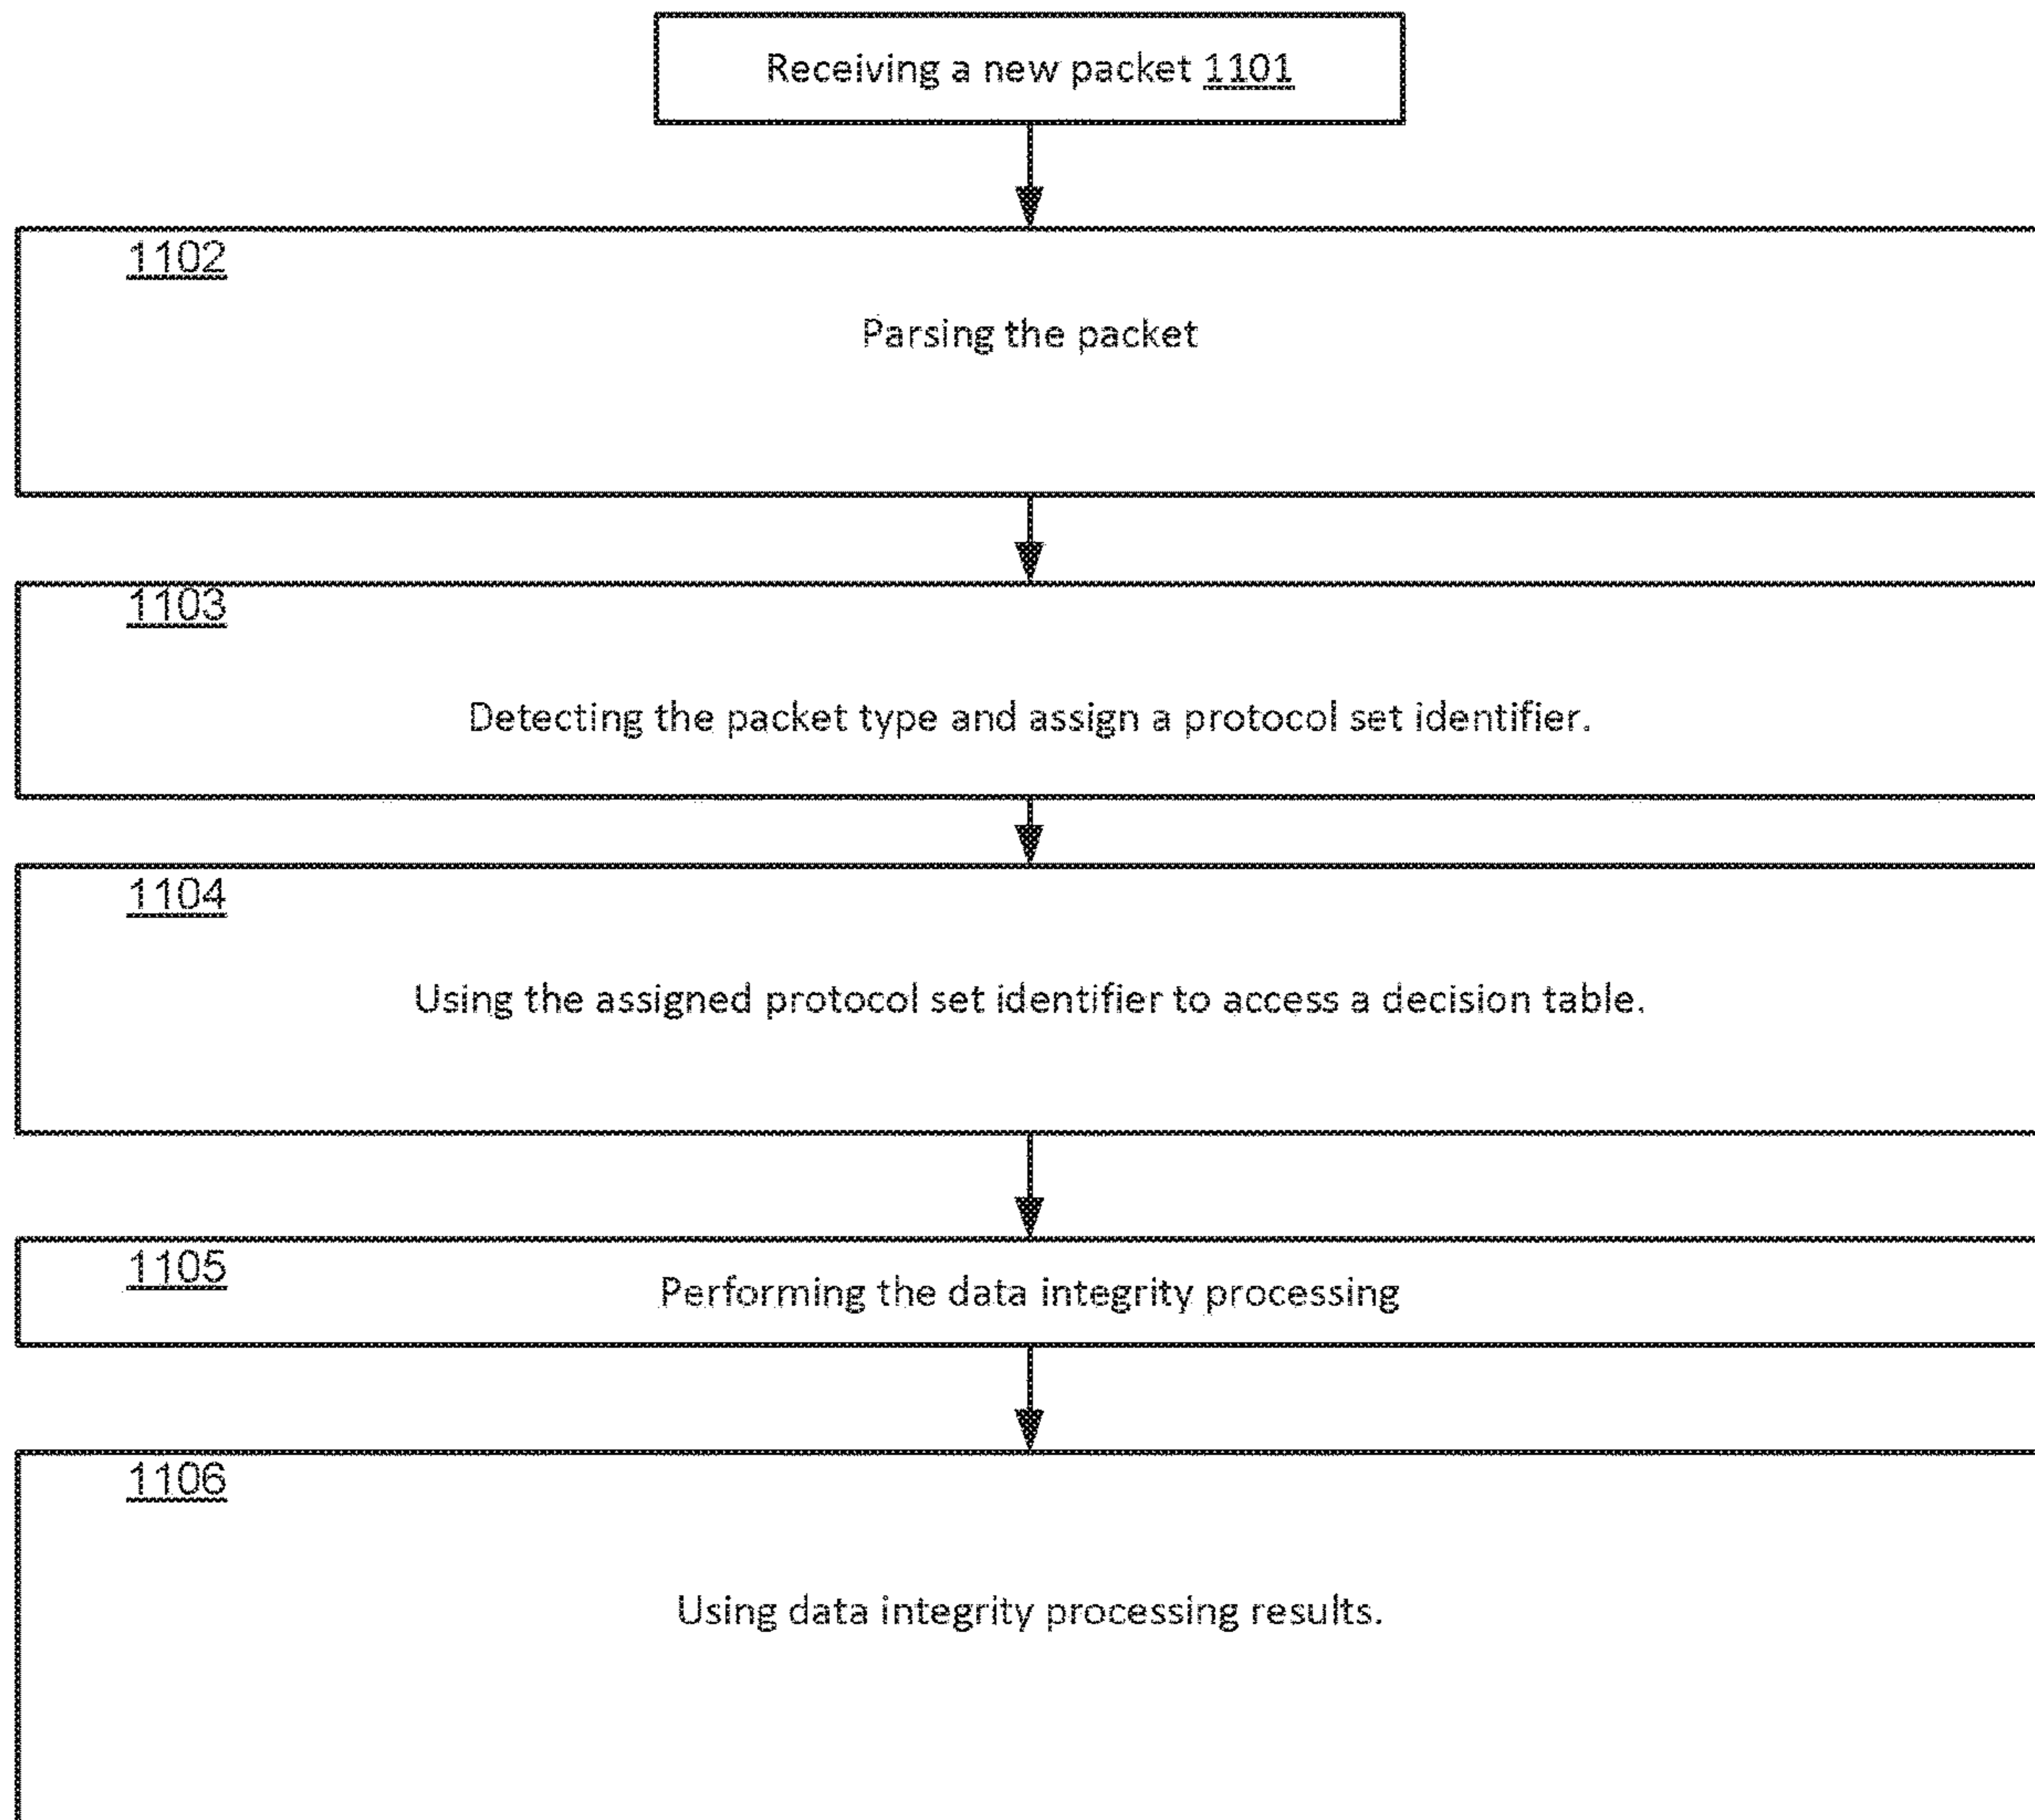 Receiving a new packet 1101
1102
Parsing the packet
1103
Detecting the packet type and assign a protocol set identifier.
1104
Using the assigned protocol set identifier to access a decision table.
1105
Performing the data integrity processing
1106
Using data integrity processing results.